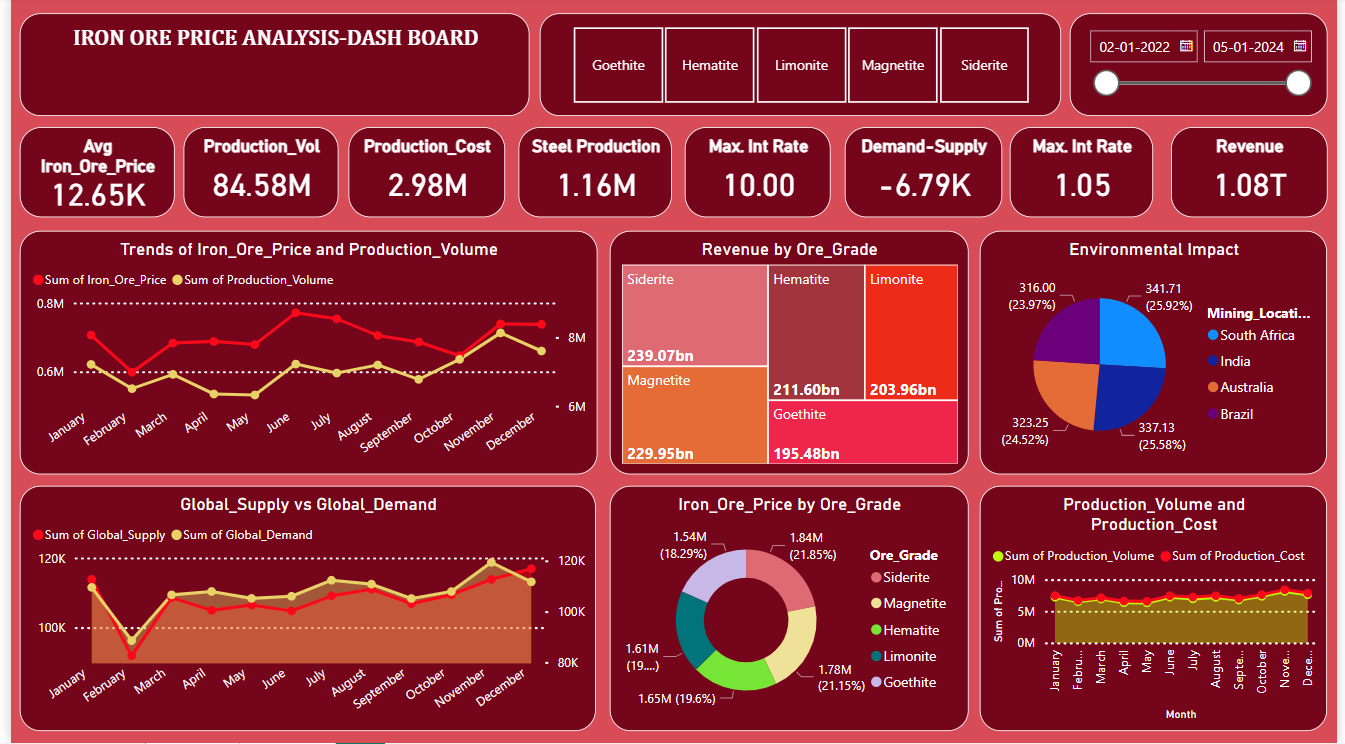 IRON ORE PRICE ANALYSIS-DASH BOARD
Goethite
Hematite
Limonite
Magnetite
Siderite
02-01-2022
05-01-2024
Avg
Iron_Ore_Price
12.65K
Production_Vol
84.58M
Production_Cost
2.98M
Steel Production
1.16M
Max. Int Rate
10.00
Demand-Supply
-6.79K
Max. Int Rate
1.05
Revenue
1.08T
Trends of Iron_Ore_Price and Production_Volume
Sum of Iron_Ore_Price
Sum of Production_Volume
0.8M
0.6M
8M
6M
January
February
March
April
May
June
July
August
September
October
November
December
Revenue by Ore_Grade
Siderite
239.07bn
Magnetite
229.95bn
Hematite
211.60bn
Limonite
203.96bn
Goethite
195.48bn
Environmental Impact
316.00
(23.97%)
341.71
(25.92%)
323.25
(24.52%)
337.13
(25.58%)
Mining_Locati...
South Africa
India
Australia
Brazil
Global_Supply vs Global_Demand
Sum of Global_Supply
Sum of Global_Demand
120K
100K
120K
100K
80K
January
February
March
April
May
June
July
August
September
October
November
December
Iron_Ore_Price by Ore_Grade
1.54M
(18.29%)
1.84M
(21.85%)
1.61M
(19....)
1.65M (19.6%)
1.78M
(21.15%)
Ore_Grade
Siderite
Magnetite
Hematite
Limonite
Goethite
Production_Volume and
Production_Cost
Sum of Production_Volume
Sum of Production_Cost
Sum of Pro...
10M
5M
0M
January
Febru...
March
April
May
June
July
August
Septe...
October
Nove...
Dece...
Month